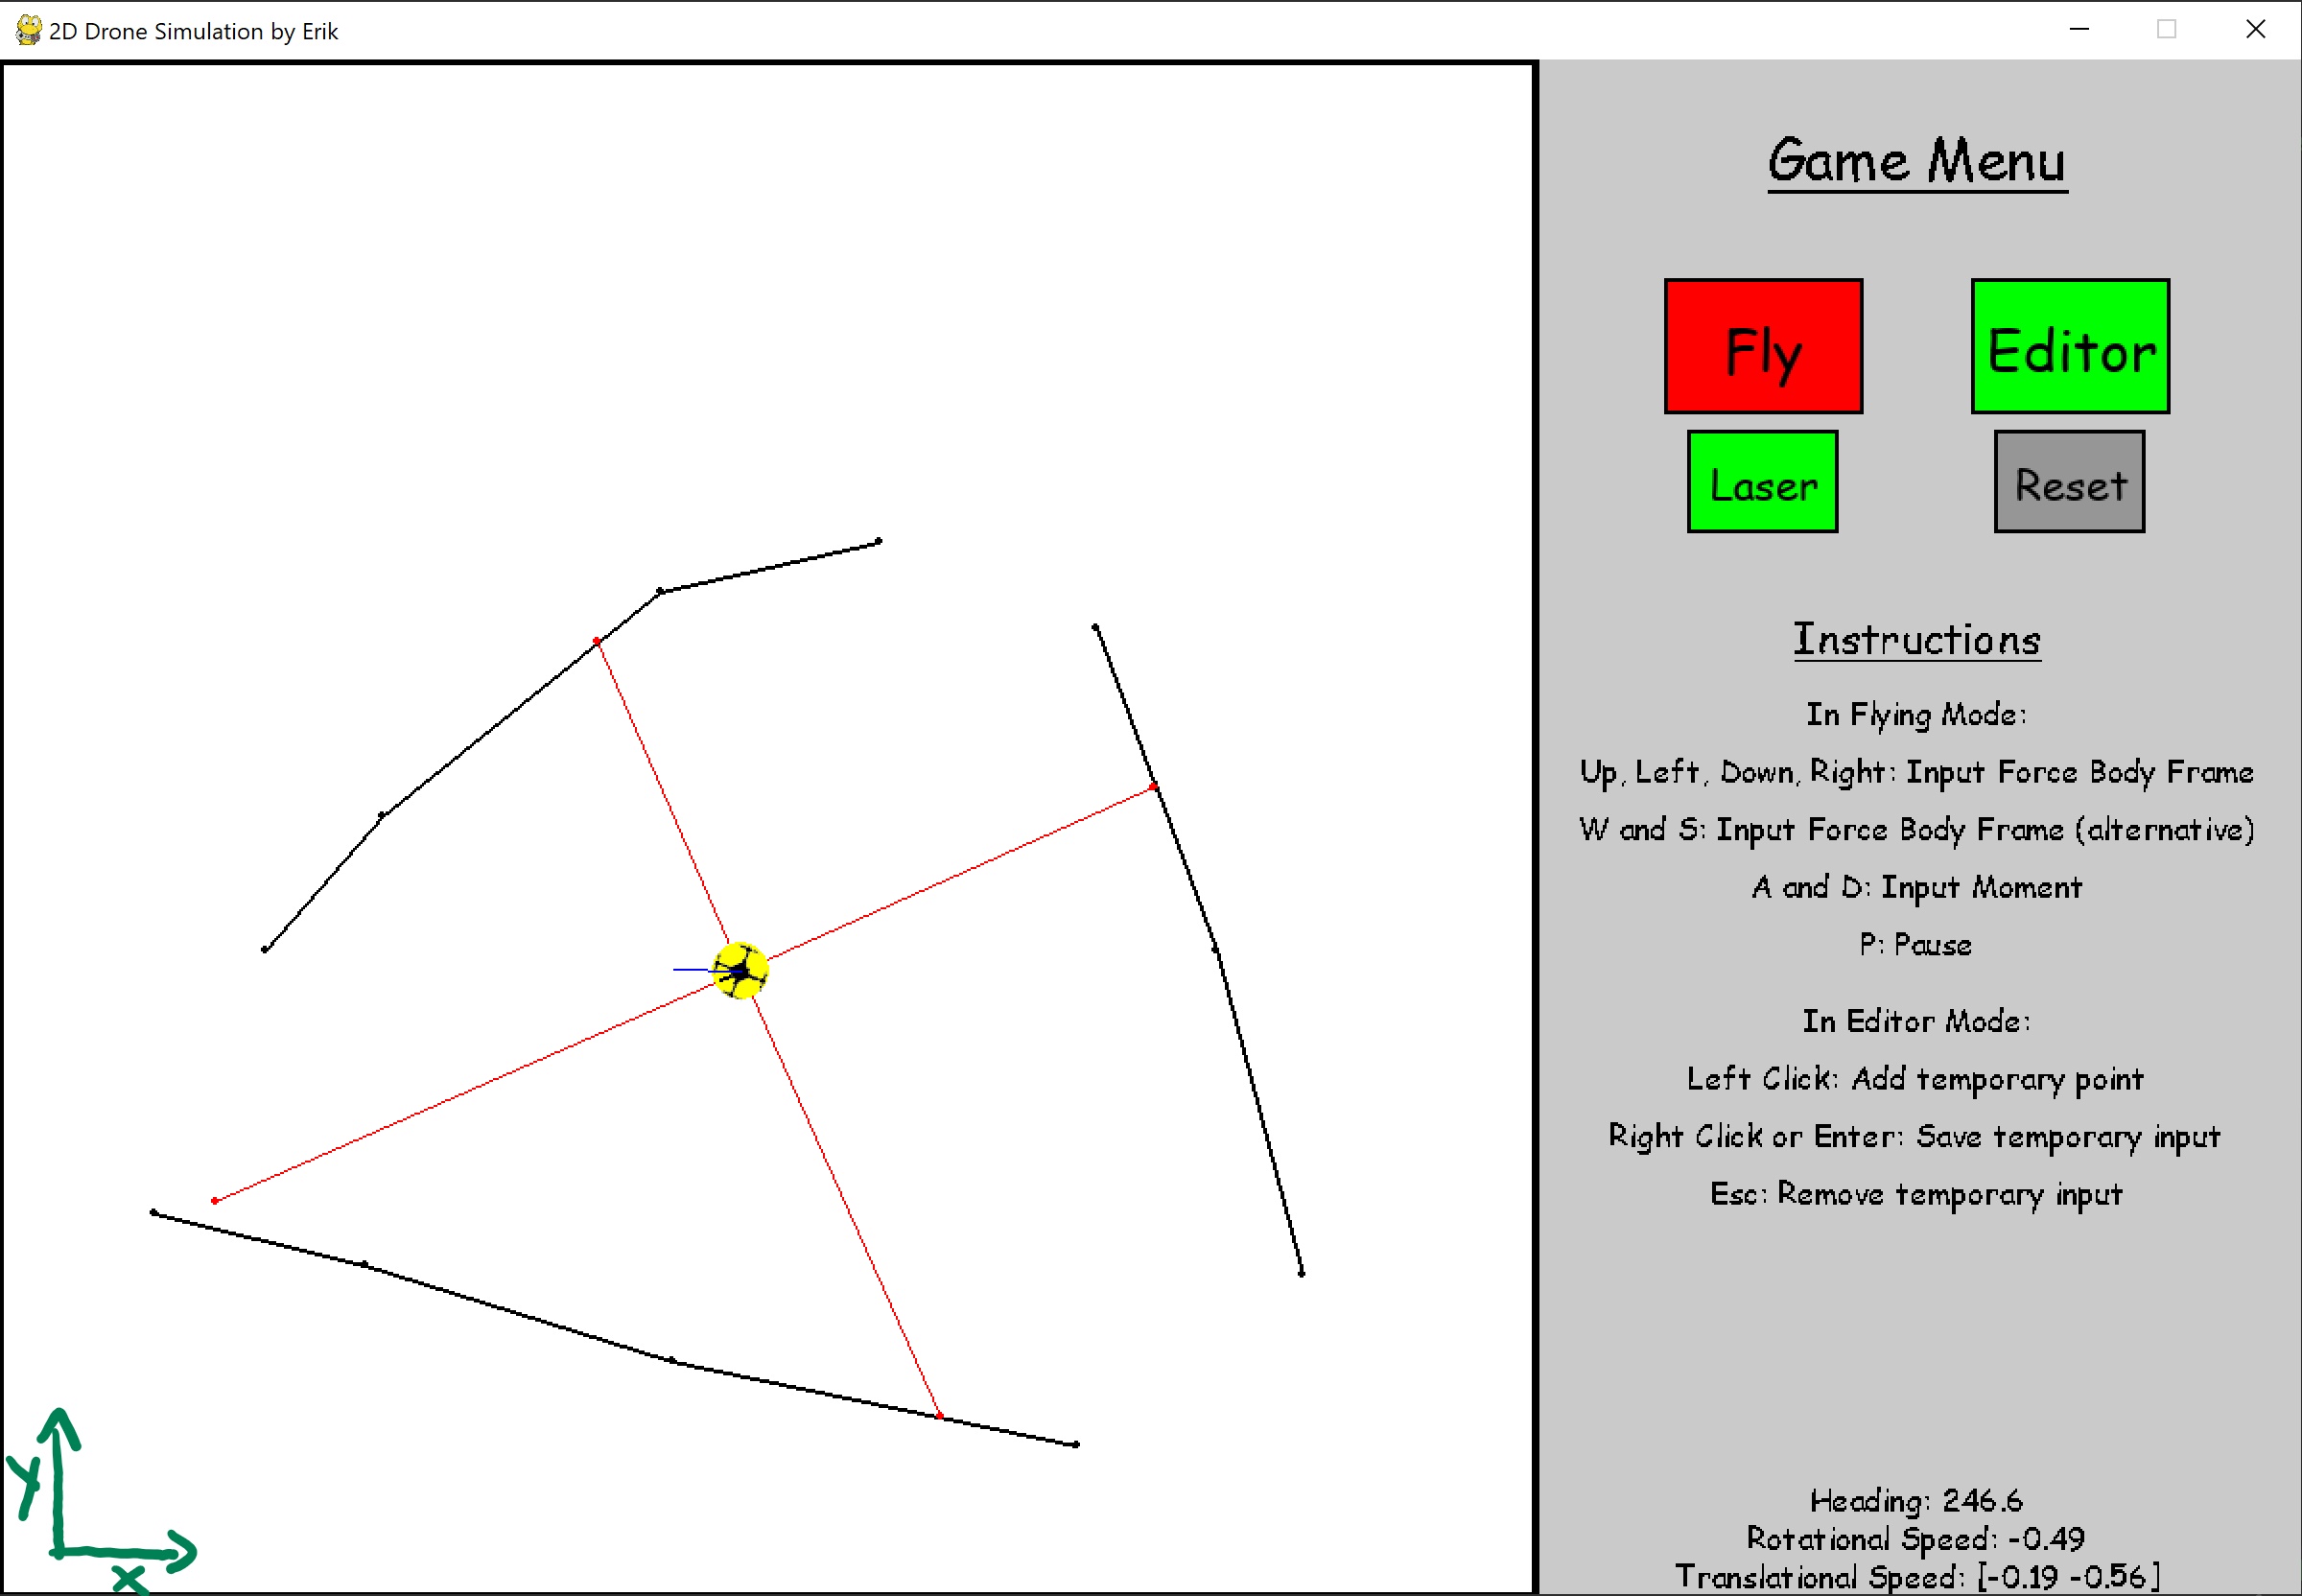 2D Drone Simulation by Erik
Game Menu
Fly
Editor
Laser
Reset
Instructions
In Flying Mode:
Up, Left, Down, Right: Input Force Body Frame
W and S: Input Force Body Frame (alternative)
A and D: Input Moment
P: Pause
In Editor Mode:
Left Click: Add temporary point
Right Click or Enter: Save temporary input
Esc: Remove temporary input
y
x
Heading: 246.6
Rotational Speed: -0.49
Translational Speed: [-0.19 -0.56]